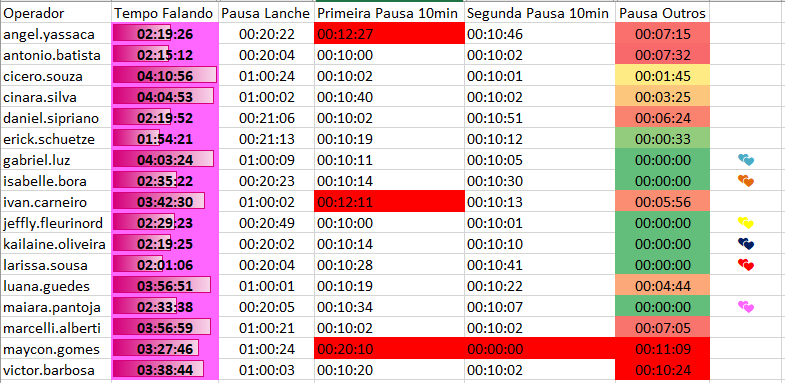 Operador Tempo Falando Pausa Lanche Primeira Pausa 10min Segunda Pausa 10min Pausa Outros
angel.yassaca 02:19:26 00:20:22 00:12:27 00:10:46 00:07:15
antonio.batista 02:15:12 00:20:04 00:10:00 00:10:02 00:07:32
cicero.souza 04:10:56 01:00:24 00:10:02 00:10:01 00:01:45
cinara.silva 04:04:53 01:00:02 00:10:40 00:10:02 00:03:25
daniel.sipriano 02:19:52 00:21:06 00:10:02 00:10:51 00:06:24
erick.schuetze 01:54:21 00:21:13 00:10:19 00:10:12 00:00:33
gabriel.luz 04:03:24 01:00:09 00:10:11 00:10:05 00:00:00
isabelle.bora 02:35:22 00:20:23 00:10:14 00:10:30 00:00:00
ivan.carneiro 03:42:30 01:00:02 00:12:11 00:10:13 00:05:56
jeffly.fleurinord 02:29:23 00:20:49 00:10:00 00:10:01 00:00:00
kailaine.oliveira 02:19:25 00:20:02 00:10:14 00:10:10 00:00:00
larissa.sousa 02:01:06 00:20:04 00:10:28 00:10:41 00:00:00
luana.guedes 03:56:51 01:00:01 00:10:19 00:10:22 00:04:44
maiara.pantoja 02:33:38 00:20:05 00:10:34 00:10:07 00:00:00
marcelli.alberti 03:56:59 01:00:21 00:10:02 00:10:02 00:07:05
maycon.gomes 03:27:46 01:00:24 00:20:10 00:00:00 00:11:09
victor.barbosa 03:38:44 01:00:03 00:10:20 00:10:02 00:10:24